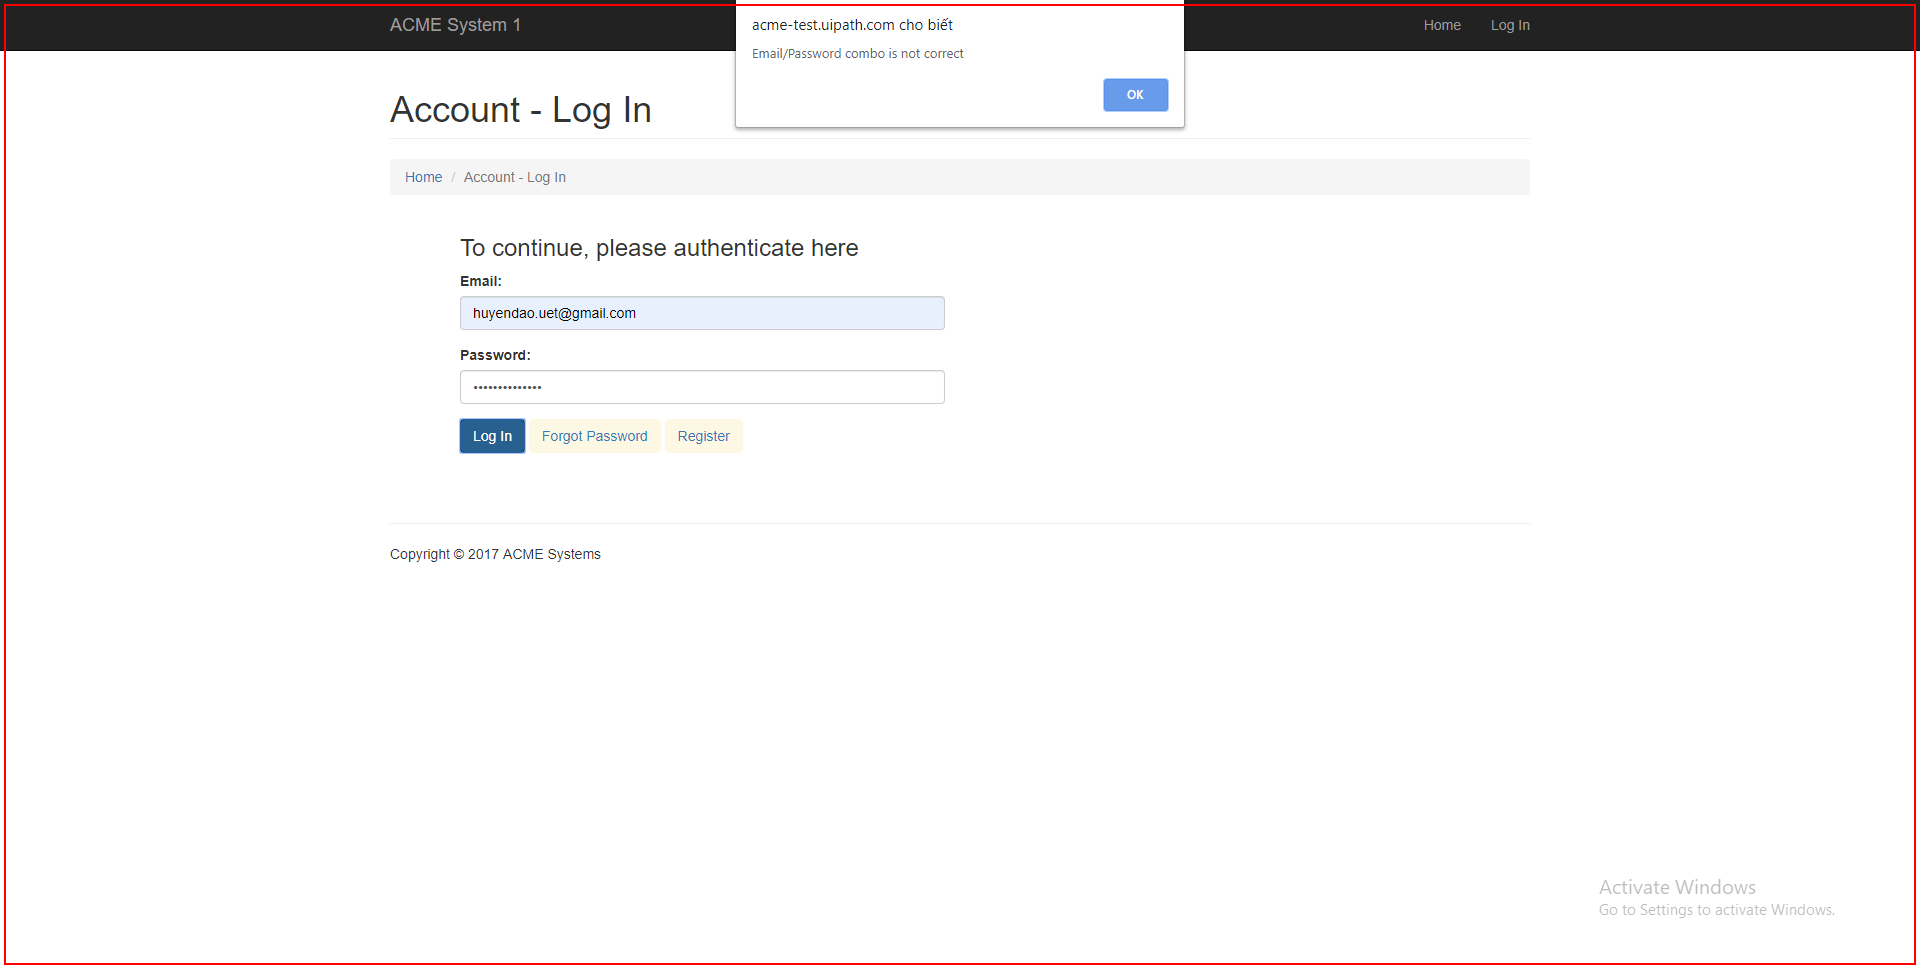 ACME System 1
Home
Log In
acme-test.uipath.com cho biết
Email/Password combo is not correct
OK
Account - Log In
Home / Account - Log In
To continue, please authenticate here
Email:
huyendao.uet@gmail.com
Password:
••••••••••••••
Log In
Forgot Password
Register
Copyright © 2017 ACME Systems
Activate Windows
Go to Settings to activate Windows.